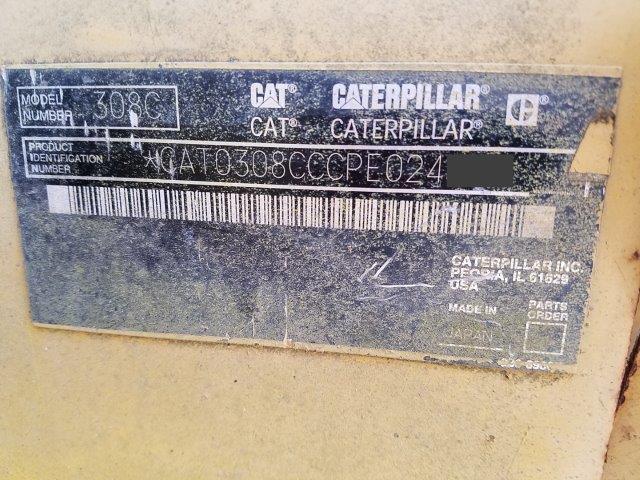 MODEL NUMBER 308C
CAT® CATERPILLAR®
CAT® CATERPILLAR®
PRODUCT IDENTIFICATION NUMBER *CAT0308CCCPE024
CATERPILLAR INC.
PEORIA, IL 61629
USA
MADE IN
JAPAN
PARTS ORDER